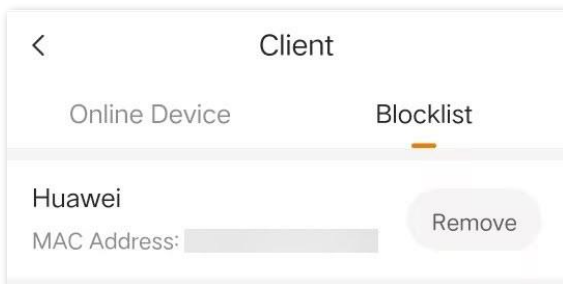 Client
Online Device Blocklist
Huawei
MAC Address:
Remove